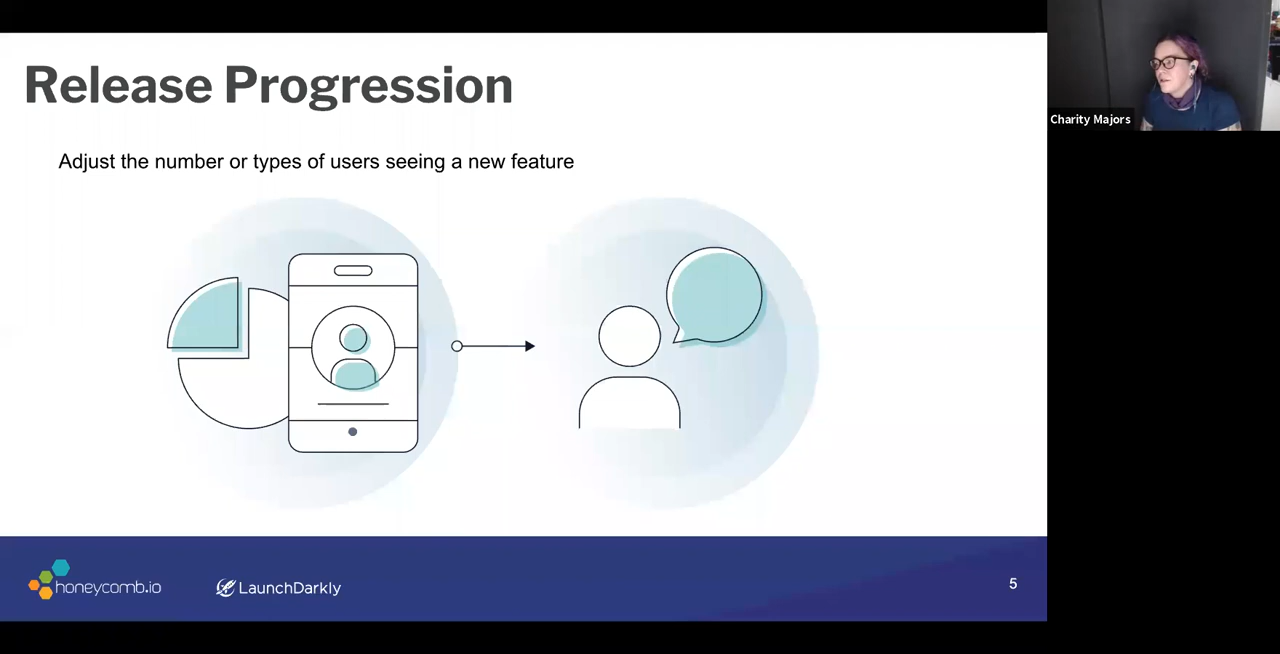 Release Progression
Charity Majors
Adjust the number or types of users seeing a new feature
honeycomb.io
LaunchDarkly
5